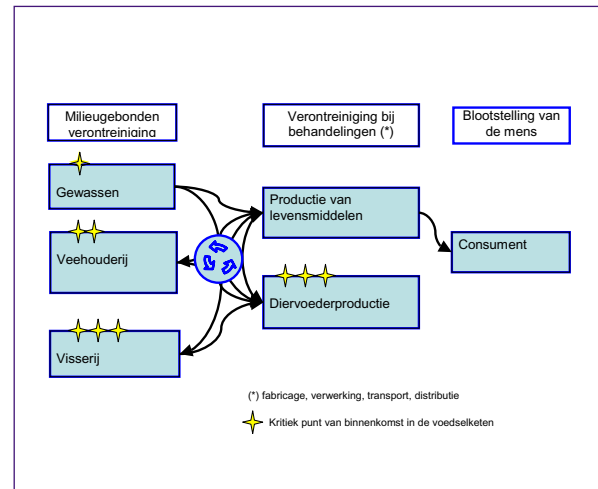 Milieugebonden
verontreiniging
Verontreiniging bij
behandelingen (*)
Blootstelling van
de mens
Gewassen
Productie van
levensmiddelen
Veehouderij
Consument
Diervoederproductie
Visserij
(*) fabricage, verwerking, transport, distributie
Kritiek punt van binnenkomst in de voedselketen